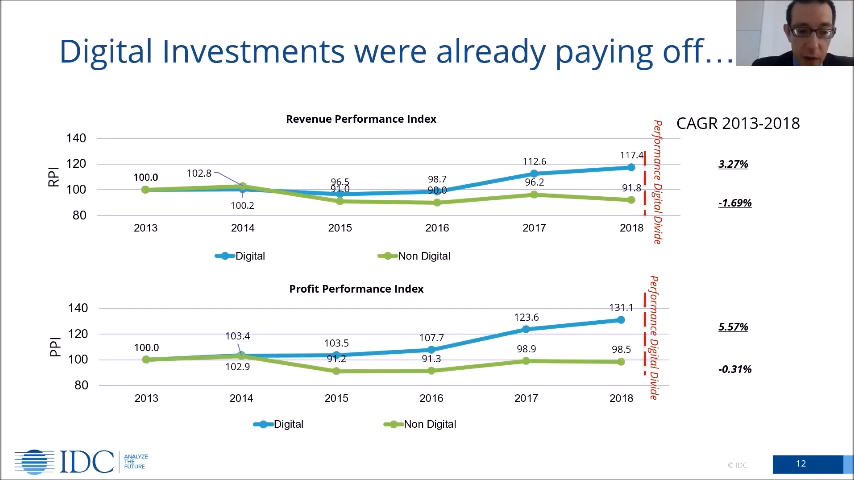 Digital Investments were already paying off…
Revenue Performance Index
CAGR 2013-2018
RPI
140
120
100
80
100.0
102.8
100.2
96.5
91.0
98.7
90.0
112.6
96.2
117.4
91.8
2013
2014
2015
2016
2017
2018
Digital
Non Digital
Performance Digital Divide
3.27%
-1.69%
Profit Performance Index
PPI
140
120
100
80
100.0
103.4
102.9
103.5
91.2
107.7
91.3
123.6
98.9
131.1
98.5
2013
2014
2015
2016
2017
2018
Digital
Non Digital
Performance Digital Divide
5.57%
-0.31%
IDC
ANALYZE
THE
FUTURE
© IDC
12